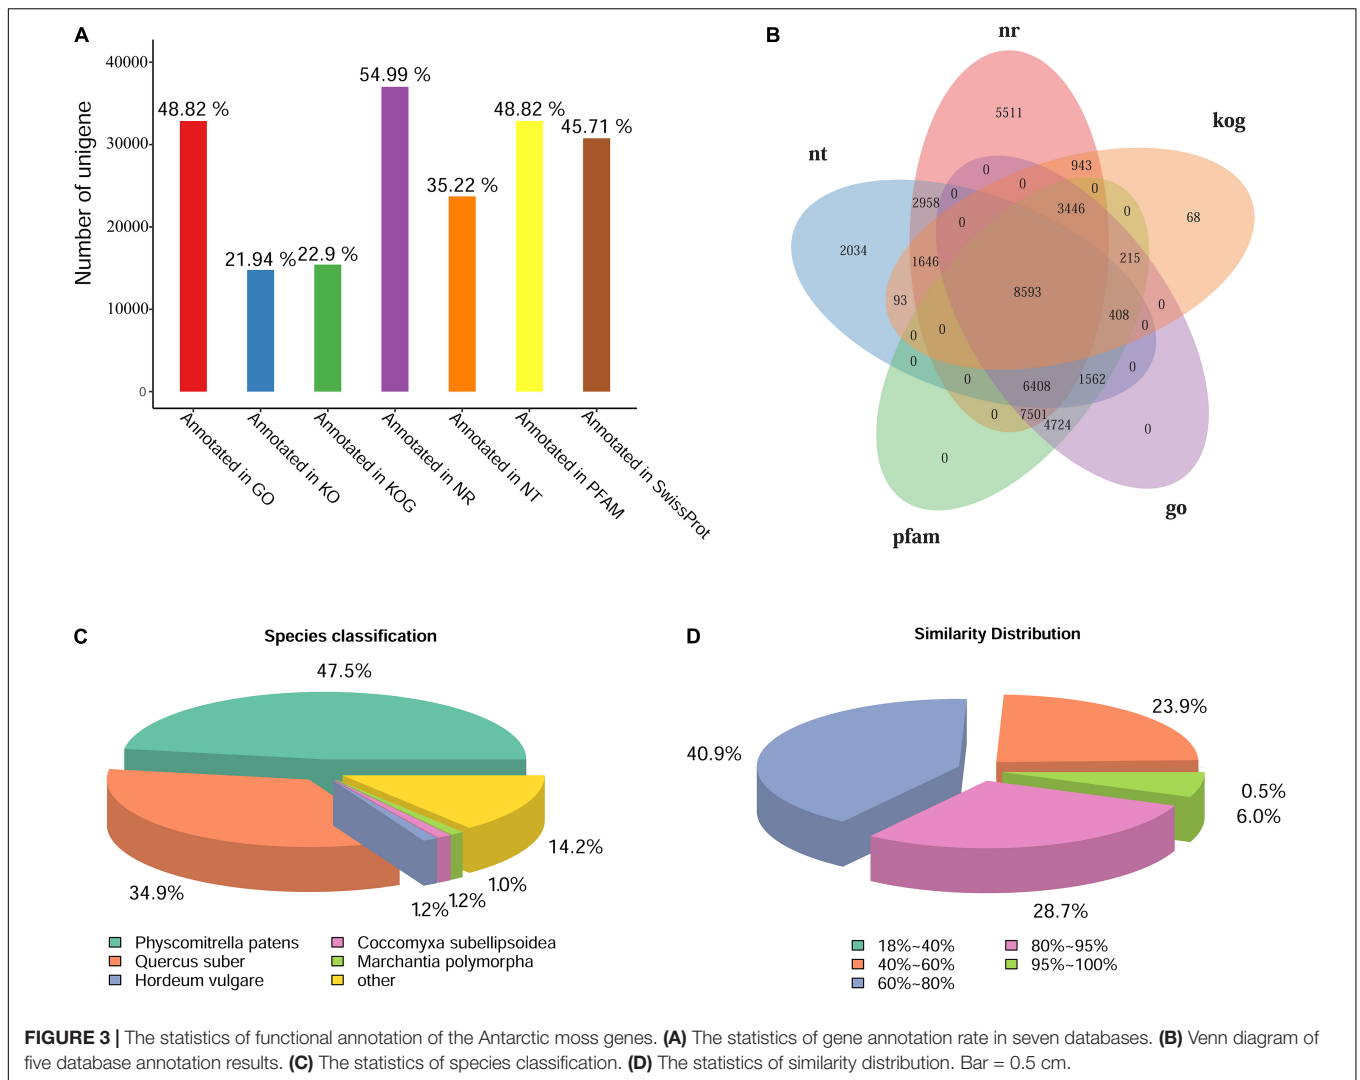 A
Number of unigene
40000
30000
20000
10000
0
48.82 %
21.94 %
22.9 %
54.99 %
35.22 %
48.82 %
45.71 %
Annotated in GO
Annotated in KO
Annotated in KOG
Annotated in NR
Annotated in NT
Annotated in PFAM
Annotated in SwissProt
B
nr
kog
nt
go
pfam
5511
943
0
0
0
0
2958
3446
0
68
0
2034
1646
215
8593
93
0
408
0
0
0
0
0
0
6408
1562
0
7501
4724
0
0
C
Species classification
47.5%
34.9%
1.2%
1.2%
1.0%
14.2%
Physcomitrella patens
Quercus suber
Hordeum vulgare
Coccomyxa subellipsoidea
Marchantia polymorpha
other
D
Similarity Distribution
23.9%
40.9%
0.5%
6.0%
28.7%
18%~40%
40%~60%
60%~80%
80%~95%
95%~100%
FIGURE 3 | The statistics of functional annotation of the Antarctic moss genes. (A) The statistics of gene annotation rate in seven databases. (B) Venn diagram of
five database annotation results. (C) The statistics of species classification. (D) The statistics of similarity distribution. Bar = 0.5 cm.